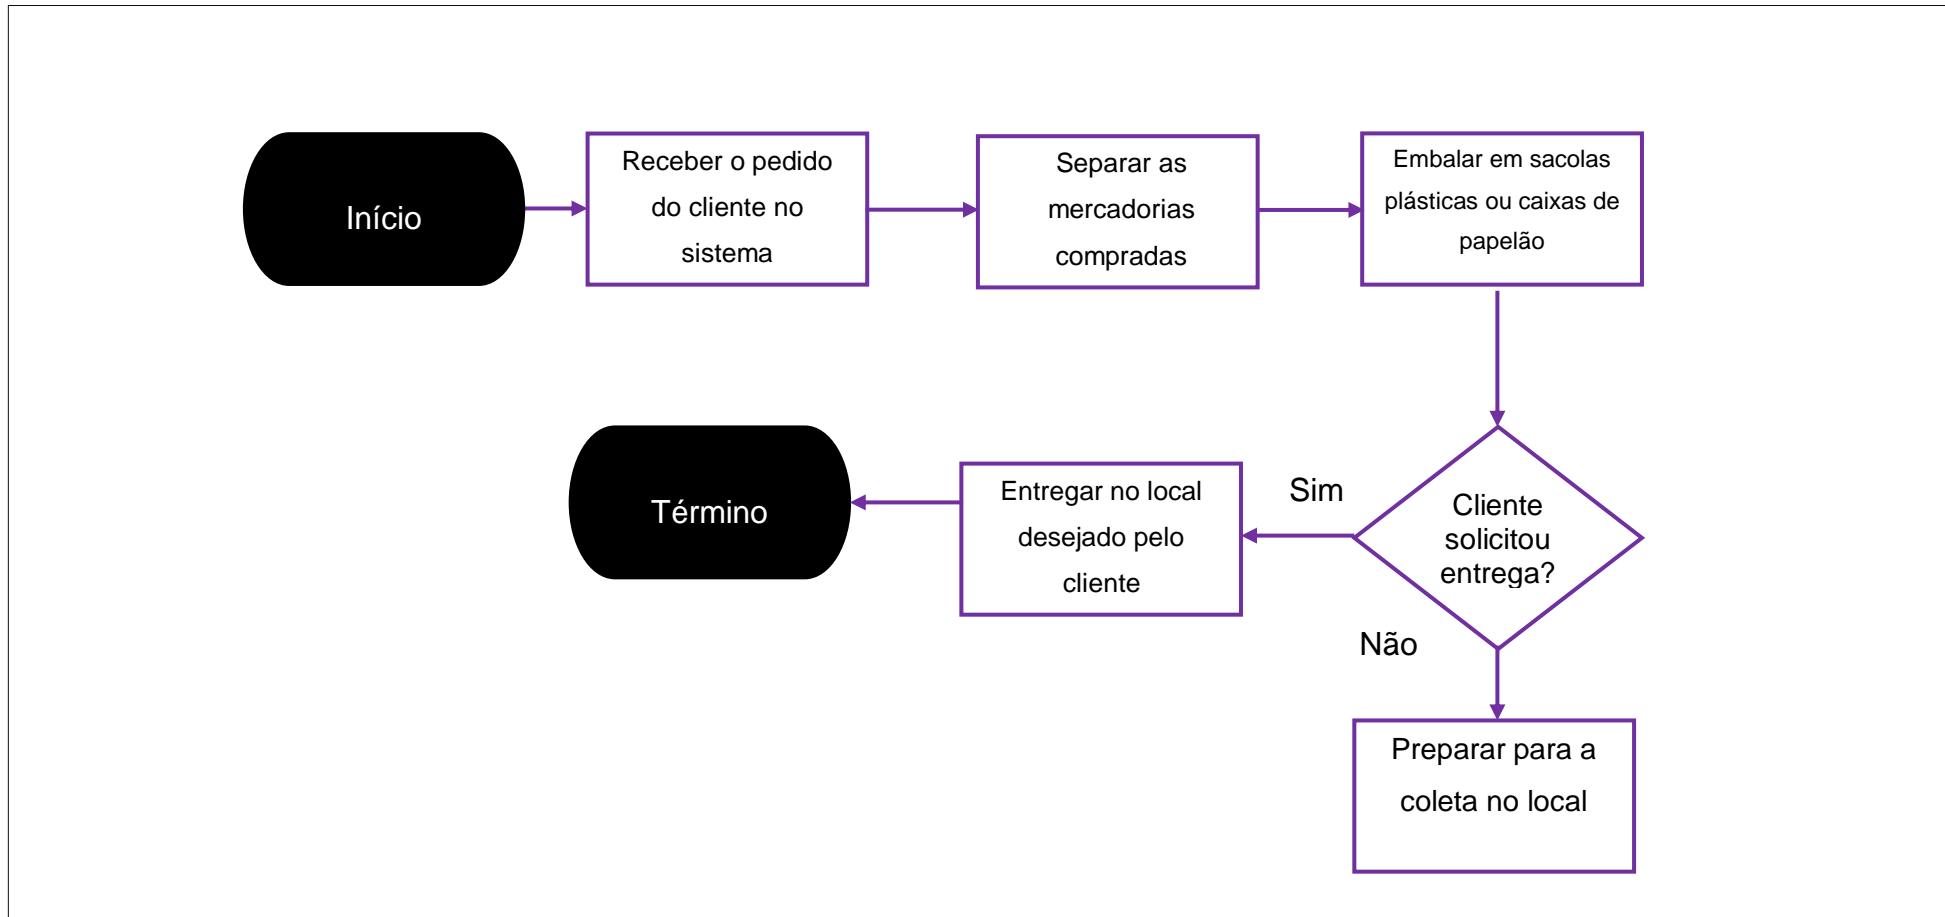 Início
Receber o pedido
do cliente no
sistema
Separar as
mercadorias
compradas
Embalar em sacolas
plásticas ou caixas de
papelão
Cliente
solicitou
entrega?
Sim
Entregar no local
desejado pelo
cliente
Término
Não
Preparar para a
coleta no local